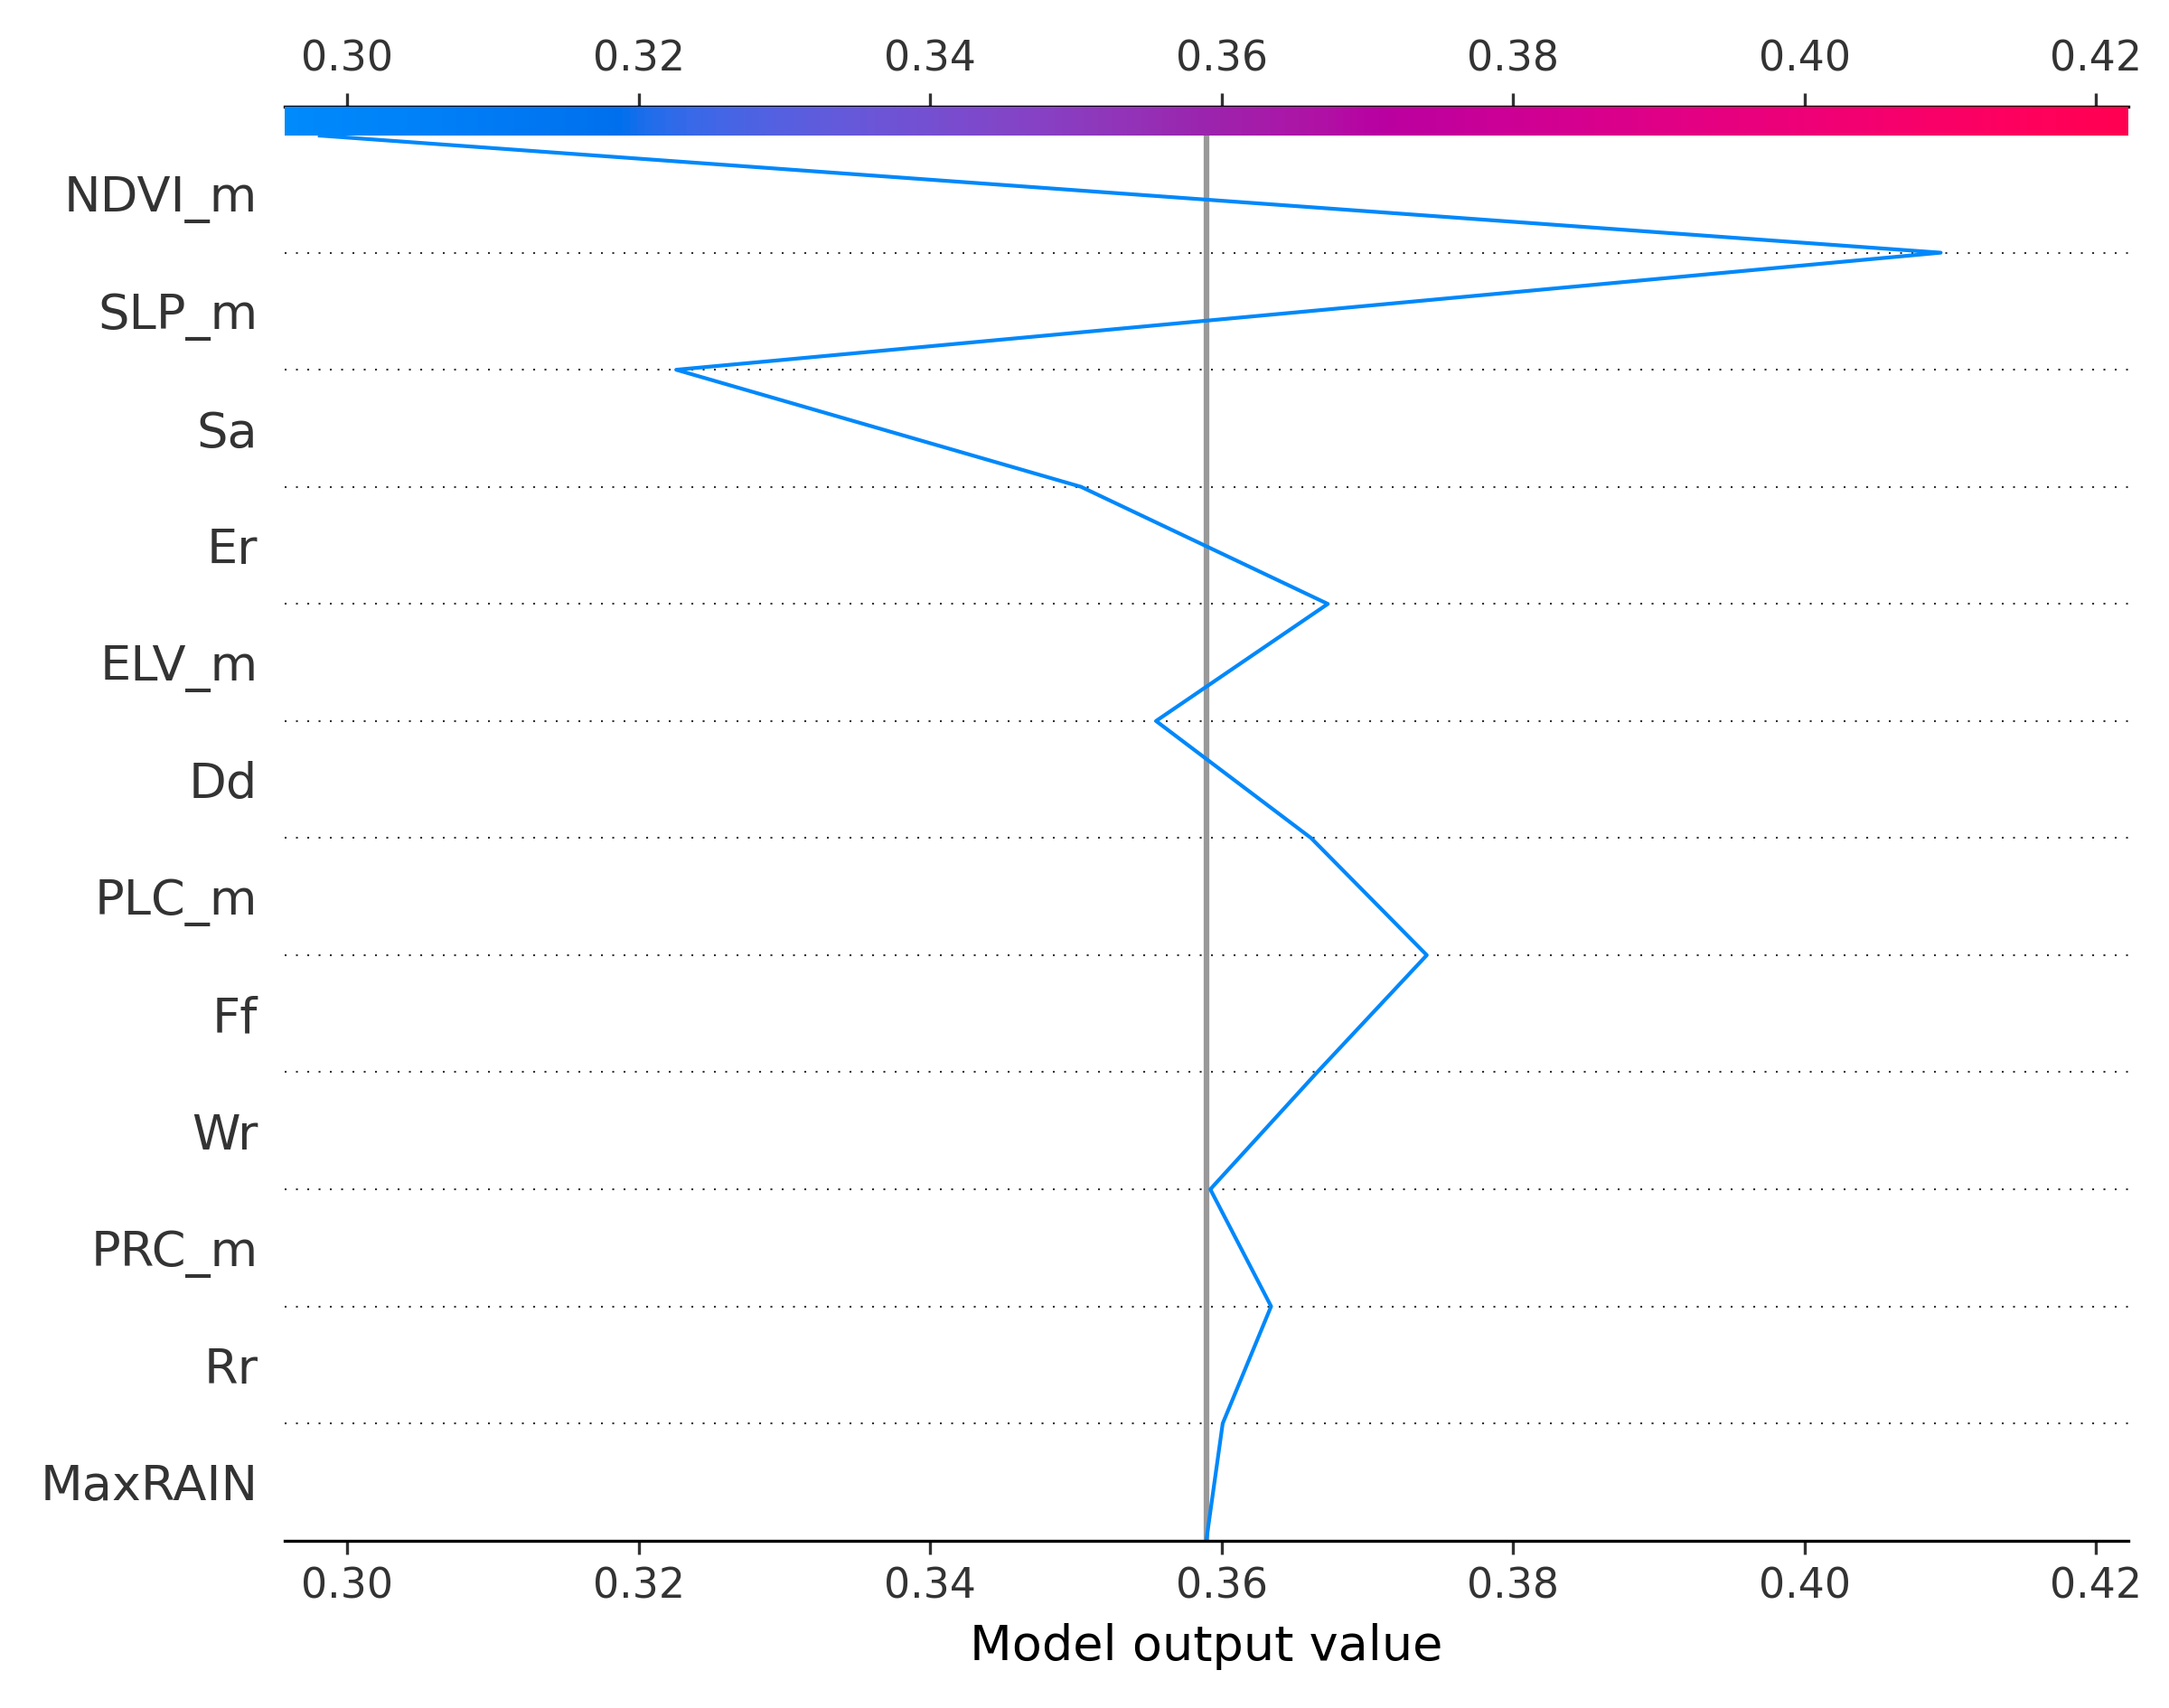 0.30 0.32 0.34 0.36 0.38 0.40 0.42
NDVI_m
SLP_m
Sa
Er
ELV_m
Dd
PLC_m
Ff
Wr
PRC_m
Rr
MaxRAIN
0.30 0.32 0.34 0.36 0.38 0.40 0.42
Model output value